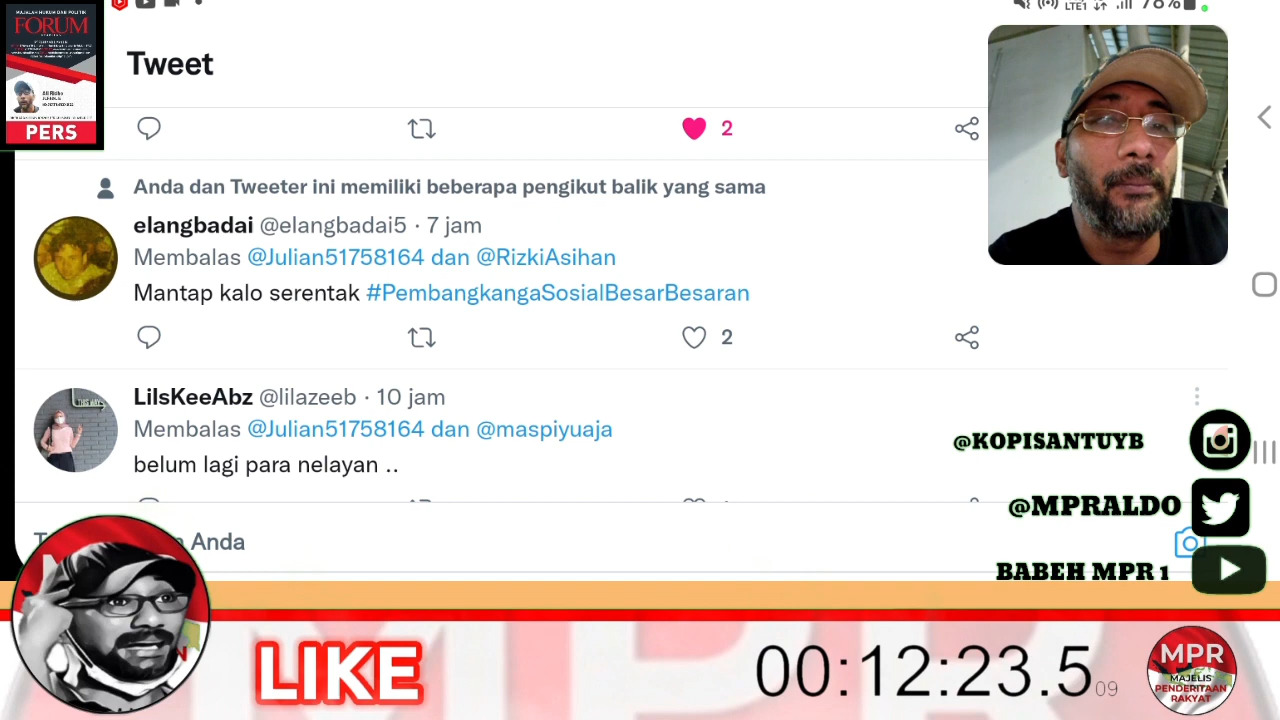 FORUM
PERS
LTE1
78%
Tweet
2
Anda dan Tweeter ini memiliki beberapa pengikut balik yang sama
elangbadai @elangbadai5 · 7 jam
Membalas @Julian51758164 dan @RizkiAsihan
Mantap kalo serentak #PembangkangaSosialBesarBesaran
2
LilsKeeAbz @lilazeeb · 10 jam
Membalas @Julian51758164 dan @maspiyuaja
belum lagi para nelayan ..
Anda
@KOPISANTUYB
@MPRALDO
BABEH MPR 1
LIKE
00:12:23.5
09
MPR
MAJELIS
PENDERITAAN
RAKYAT